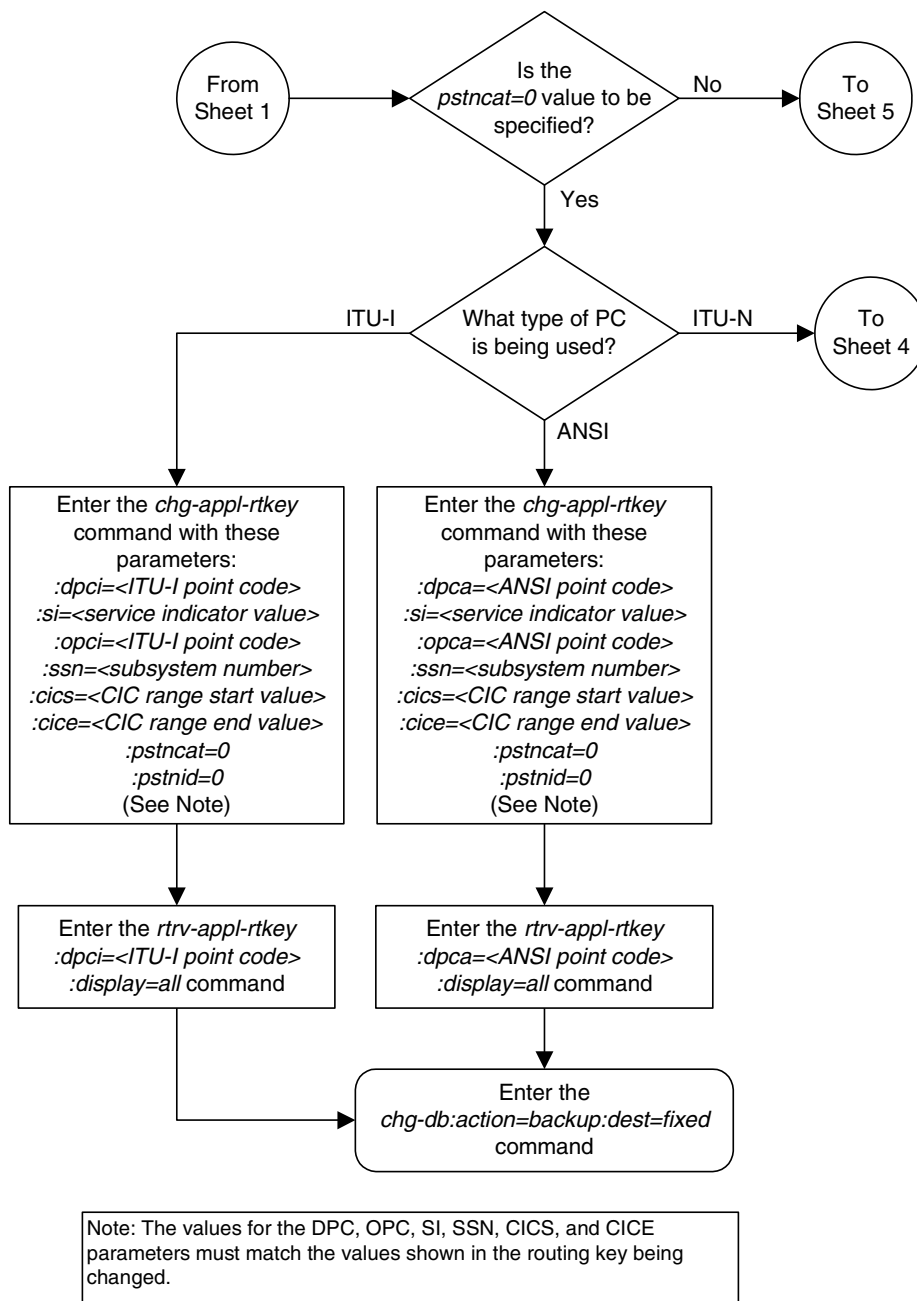 From
Sheet 1
Is the
pstncat=0 value to be
specified?
No
To
Sheet 5
Yes
ITU-I
What type of PC
is being used?
ITU-N
To
Sheet 4
ANSI
Enter the chg-appl-rtkey
command with these
parameters:
:dpci=<ITU-I point code>
:si=<service indicator value>
:opci=<ITU-I point code>
:ssn=<subsystem number>
:cics=<CIC range start value>
:cice=<CIC range end value>
:pstncat=0
:pstnid=0
(See Note)
Enter the chg-appl-rtkey
command with these
parameters:
:dpca=<ANSI point code>
:si=<service indicator value>
:opca=<ANSI point code>
:ssn=<subsystem number>
:cics=<CIC range start value>
:cice=<CIC range end value>
:pstncat=0
:pstnid=0
(See Note)
Enter the rtrv-appl-rtkey
:dpci=<ITU-I point code>
:display=all command
Enter the rtrv-appl-rtkey
:dpca=<ANSI point code>
:display=all command
Enter the
chg-db:action=backup:dest=fixed
command
Note: The values for the DPC, OPC, SI, SSN, CICS, and CICE
parameters must match the values shown in the routing key being
changed.